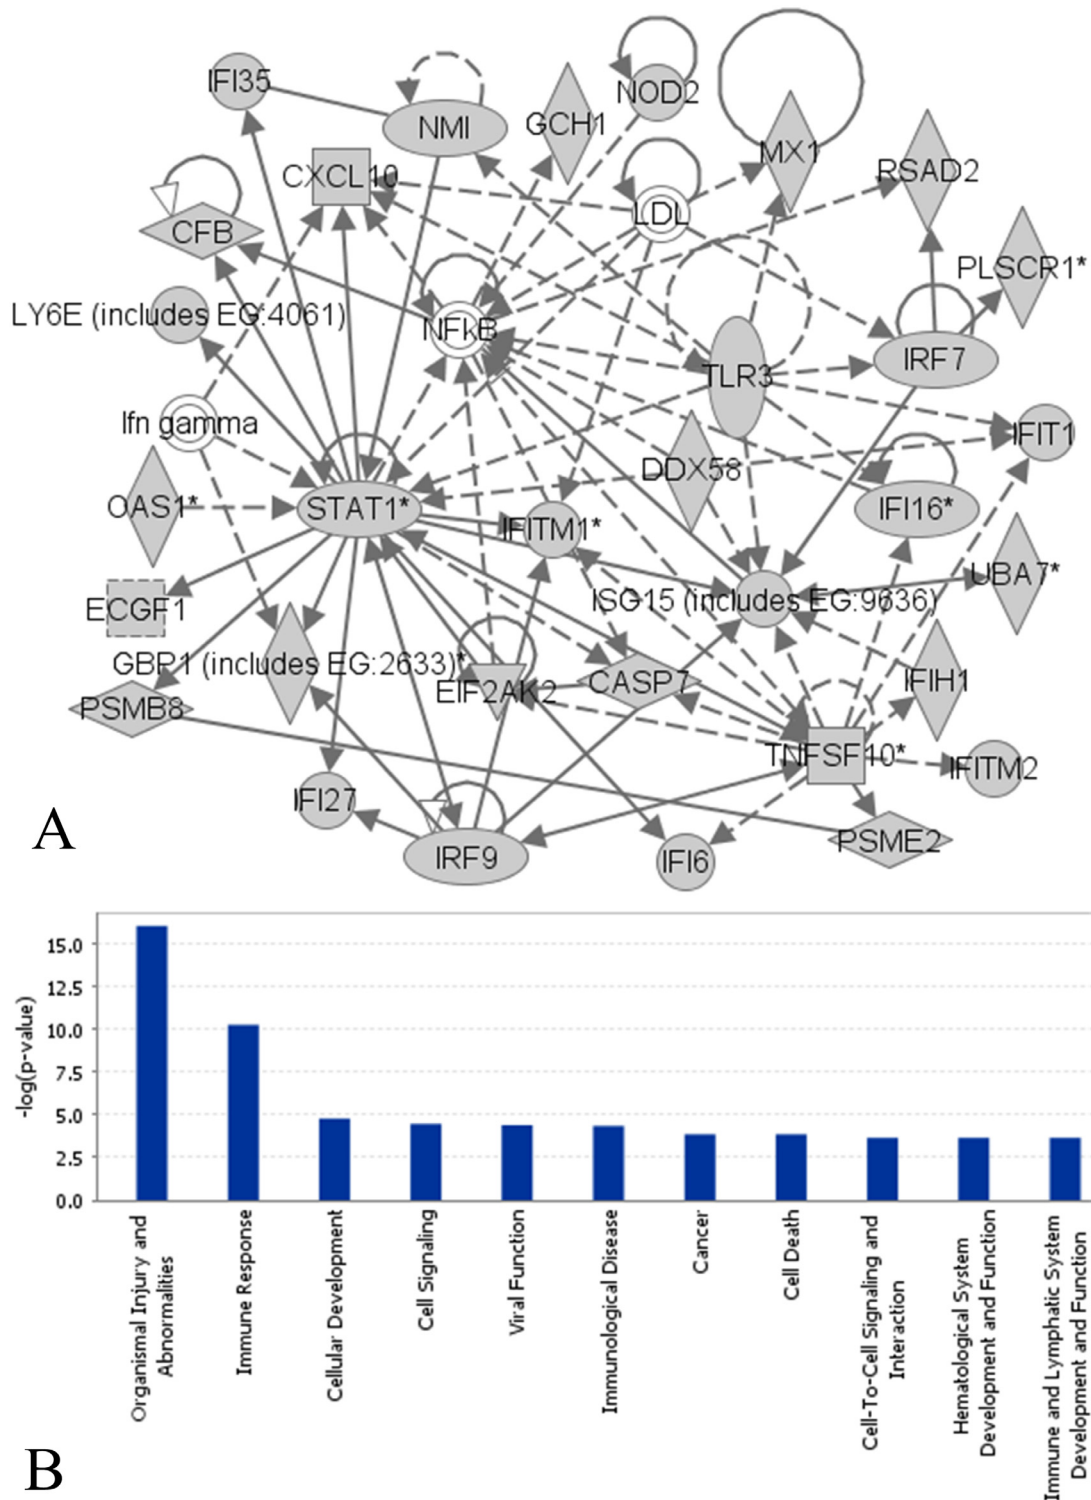 IFI35
NMI
GCH1
NOD2
MX1
RSAD2
CXCL10
LDL
CFB
PLSCR1*
LY6E (includes EG:4061)
NFkB
TLR3
IRF7
Ifn gamma
IFIT1
DDX58
OAS1*
STAT1*
IFITM1*
IFI16*
ECGF1
ISG15 (includes EG:9636)
UBA7*
GBP1 (includes EG:2633)*
EIF2AK2
CASP7
IFIH1
PSMB8
TNFSF10*
IFITM2
IFI27
A
IRF9
IFI6
PSME2
-log(p-value)
15.0
12.5
10.0
7.5
5.0
2.5
0.0
Organismal Injury and
Abnormalities
Immune Response
Cellular Development
Cell Signaling
Viral Function
Immunological Disease
Cancer
Cell Death
Cell-To-Cell Signaling and
Interaction
Hematological System
Development and Function
Immune and Lymphatic System
Development and Function
B